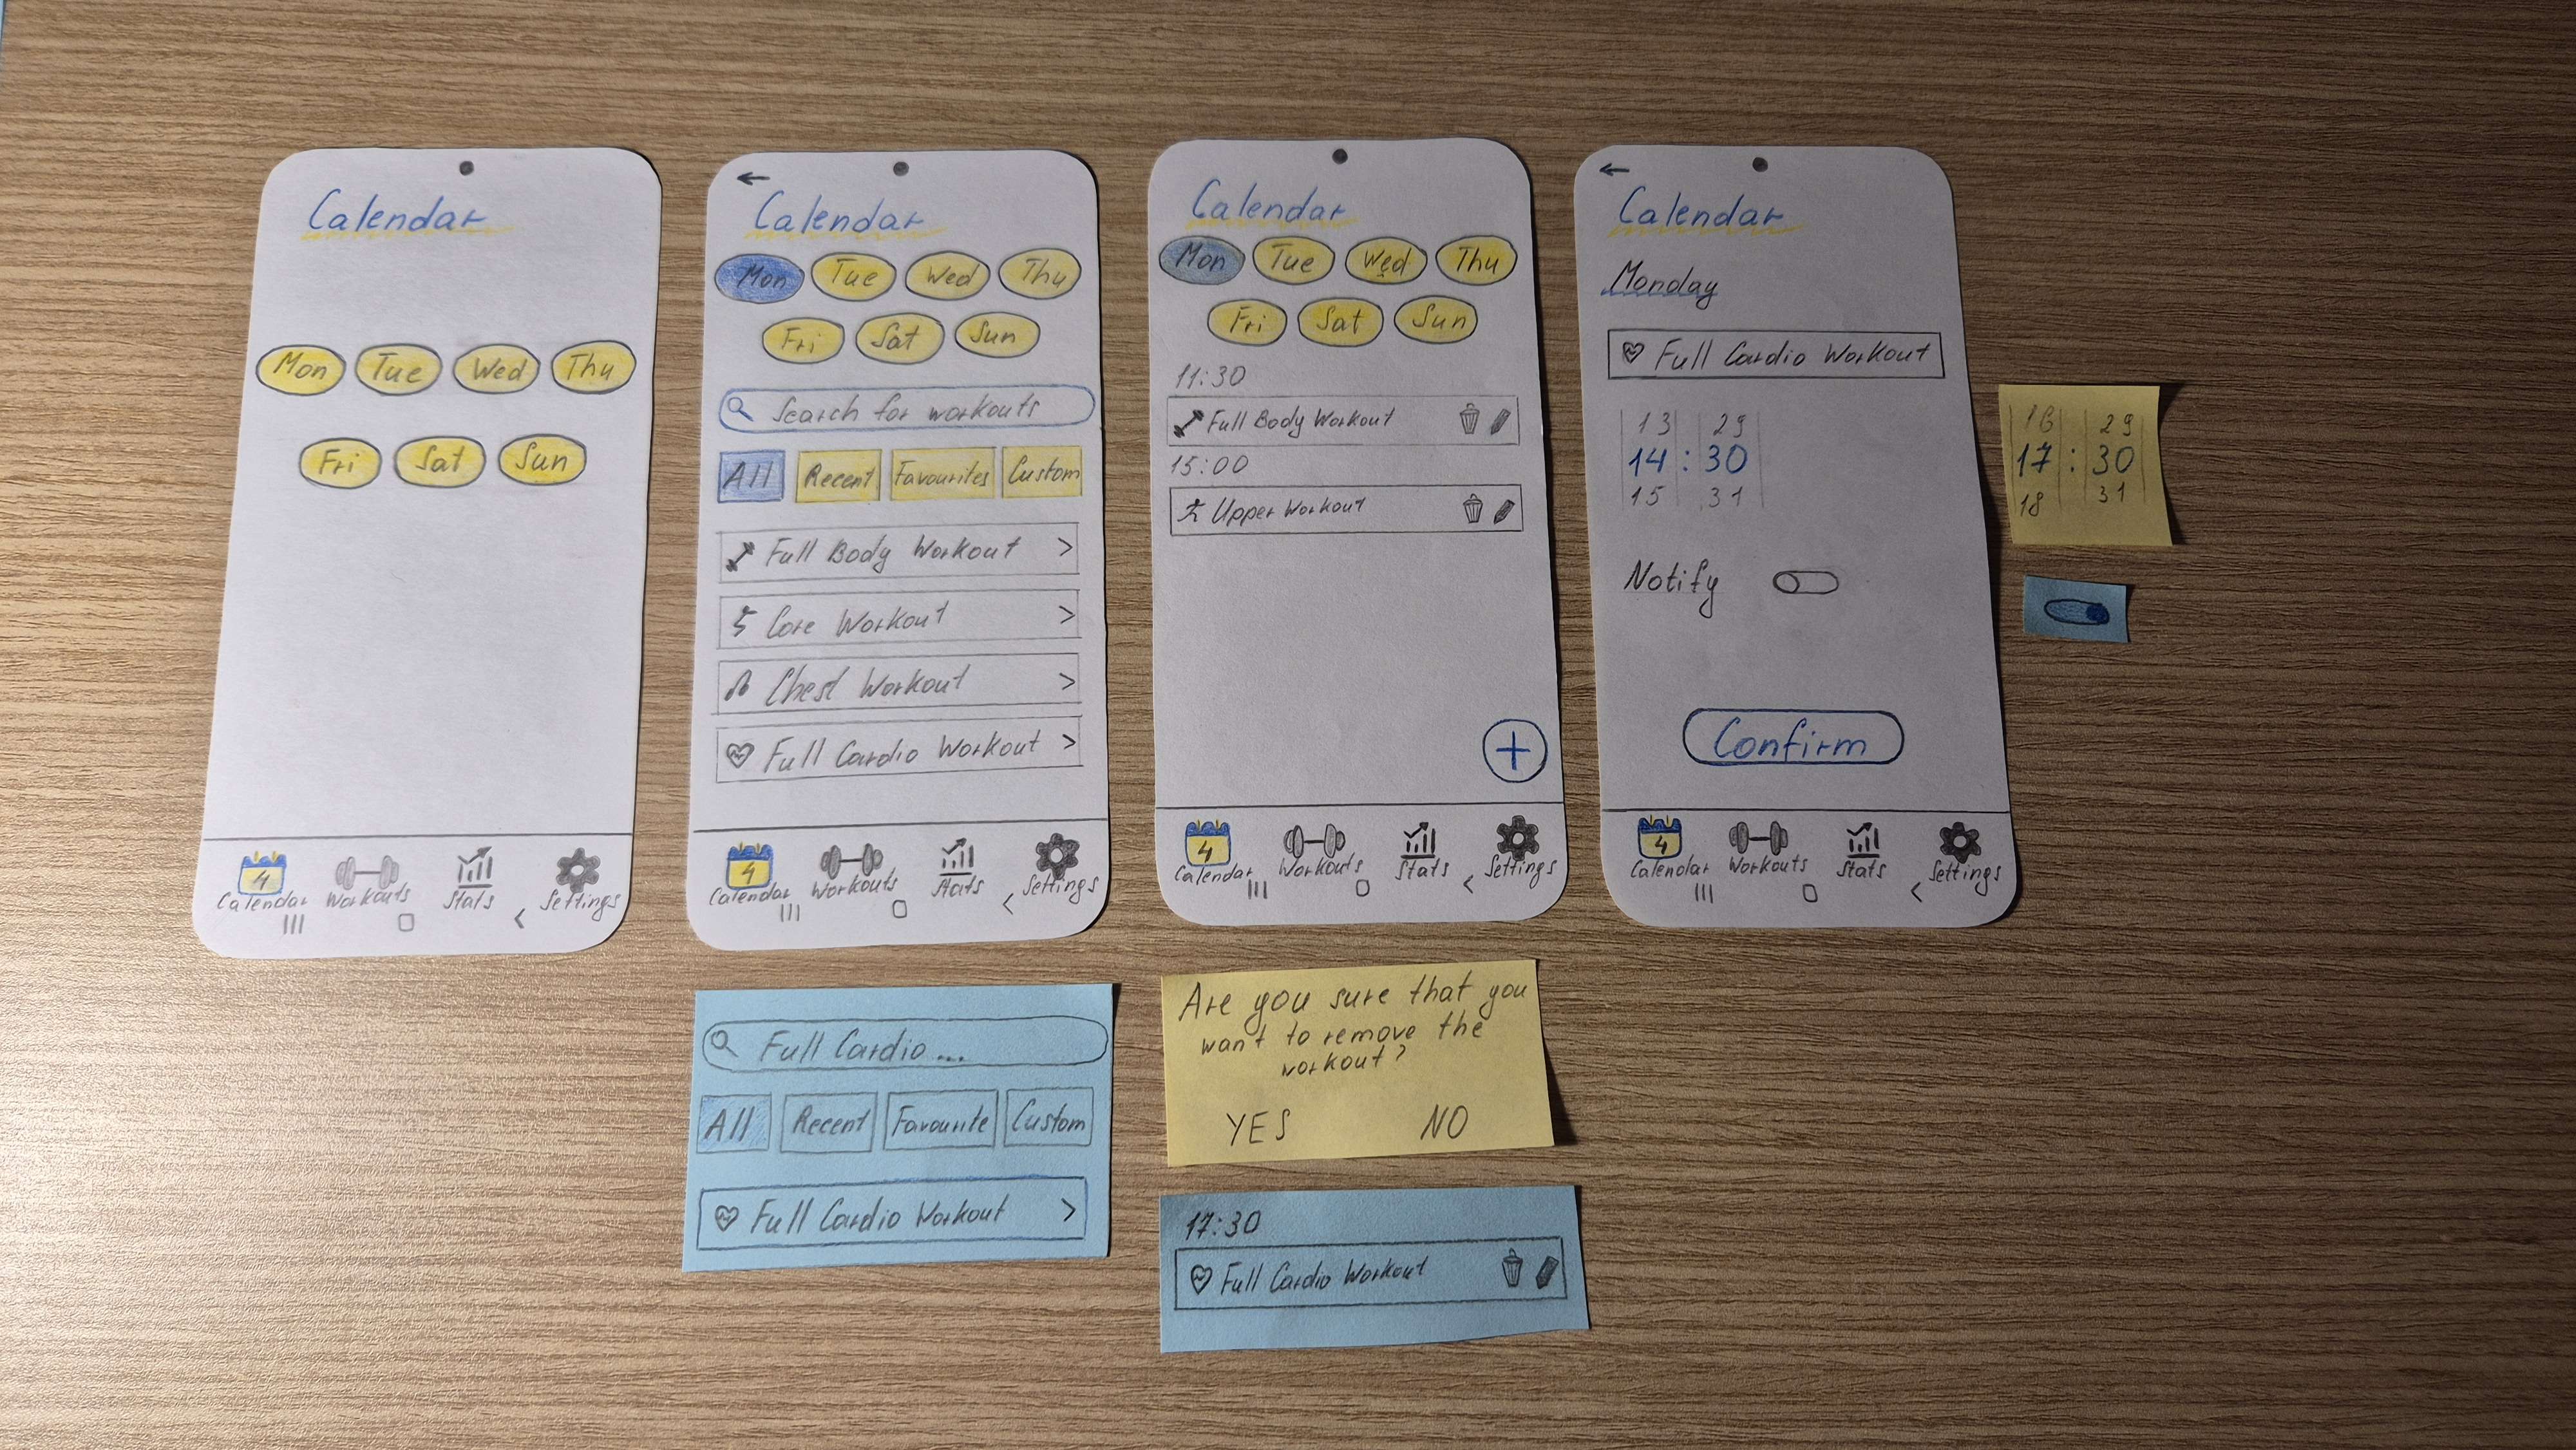 Calendar
Mon Tue Wed Thu
Fri Sat Sun
4
Calendar Workouts Stats Settings
Calendar
Mon Tue Wed Thu
Fri Sat Sun
Search for workouts
All Recent Favourites Custom
Full Body Workout >
Core Workout >
Chest Workout >
Full Cardio Workout >
4
Calendar Workouts Stats Settings
Calendar
Mon Tue Wed Thu
Fri Sat Sun
11:30
Full Body Workout
15:00
Upper Workout
+
4
Calendar Workouts Stats Settings
Calendar
Monday
Full Cardio Workout
13 29
14 : 30
15 31
Notify
Confirm
4
Calendar Workouts Stats Settings
16 29
17 : 30
18 31
Full Cardio ...
All Recent Favourite Custom
Full Cardio Workout >
Are you sure that you
want to remove the
workout?
YES NO
17:30
Full Cardio Workout